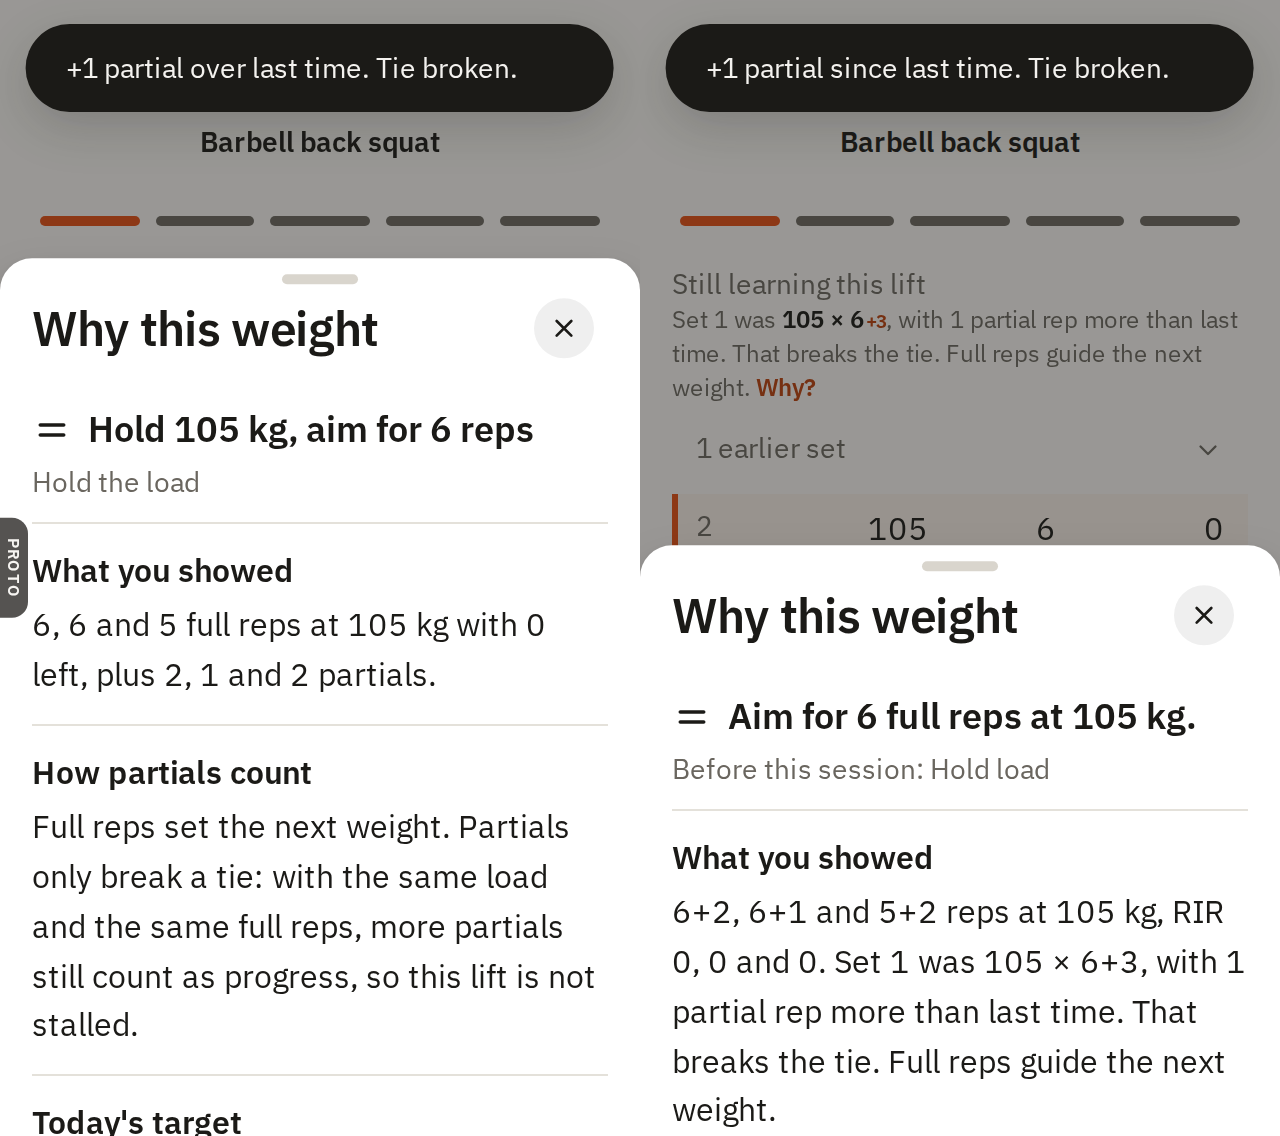 +1 partial over last time. Tie broken.
Barbell back squat
Why this weight
= Hold 105 kg, aim for 6 reps
Hold the load
PROTO
What you showed
6, 6 and 5 full reps at 105 kg with 0
left, plus 2, 1 and 2 partials.
How partials count
Full reps set the next weight. Partials
only break a tie: with the same load
and the same full reps, more partials
still count as progress, so this lift is not
stalled.
Today's target
+1 partial since last time. Tie broken.
Barbell back squat
Still learning this lift
Set 1 was 105 × 6+3, with 1 partial rep more than last
time. That breaks the tie. Full reps guide the next
weight. Why?
1 earlier set
2 105 6 0
Why this weight
= Aim for 6 full reps at 105 kg.
Before this session: Hold load
What you showed
6+2, 6+1 and 5+2 reps at 105 kg, RIR
0, 0 and 0. Set 1 was 105 × 6+3, with 1
partial rep more than last time. That
breaks the tie. Full reps guide the next
weight.